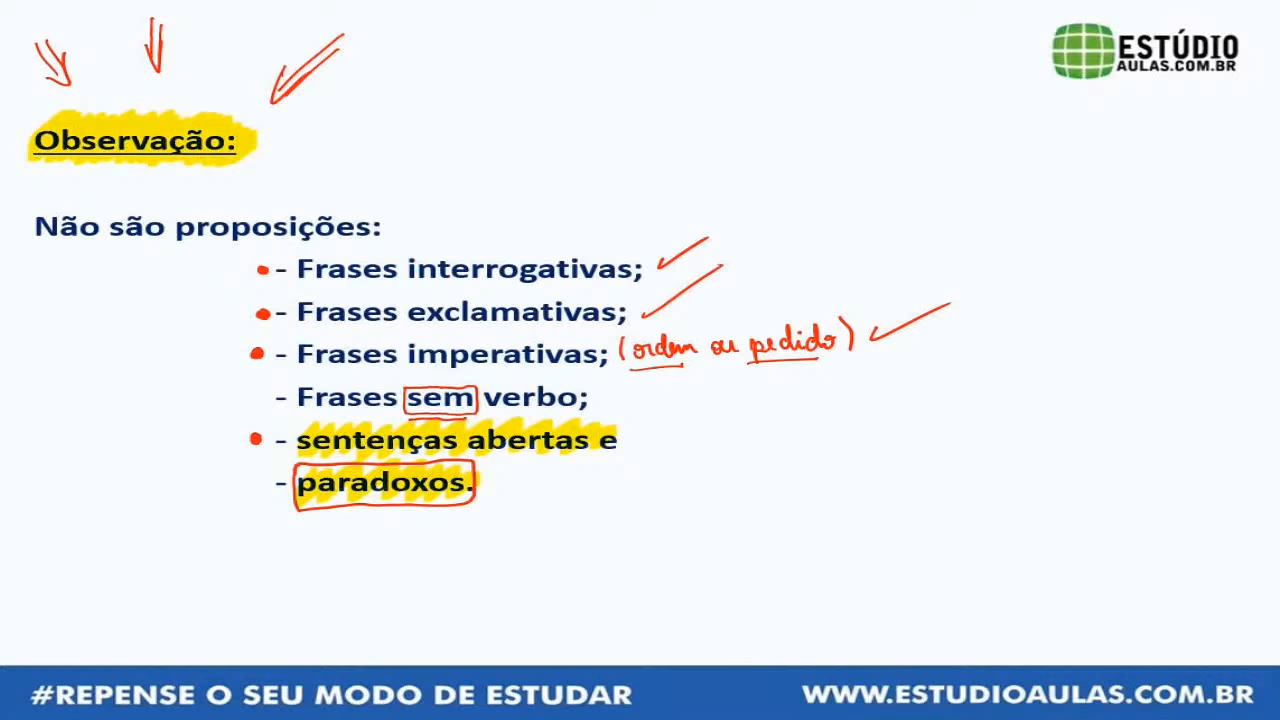 ESTÚDIO
AULAS.COM.BR
Observação:
Não são proposições:
- Frases interrogativas;
- Frases exclamativas;
- Frases imperativas; (ordem ou pedido)
- Frases sem verbo;
- sentenças abertas e
- paradoxos.
#REPENSE O SEU MODO DE ESTUDAR
WWW.ESTUDIOAULAS.COM.BR